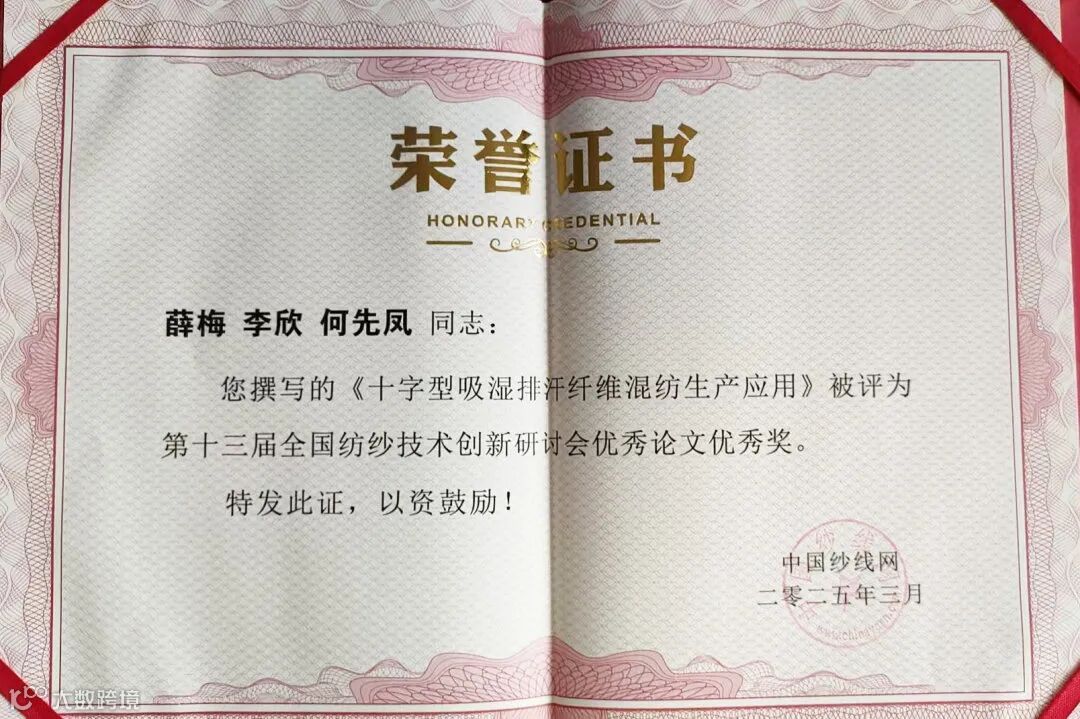 荣誉证书
HONORARY CREDENTIAL
薛梅 李欣 何先凤 同志：
您撰写的《十字型吸湿排汗纤维混纺生产应用》被评为
第十三届全国纺纱技术创新研讨会优秀论文优秀奖。
特发此证，以资鼓励！
中国纱线网
二零二五年三月
大数跨境